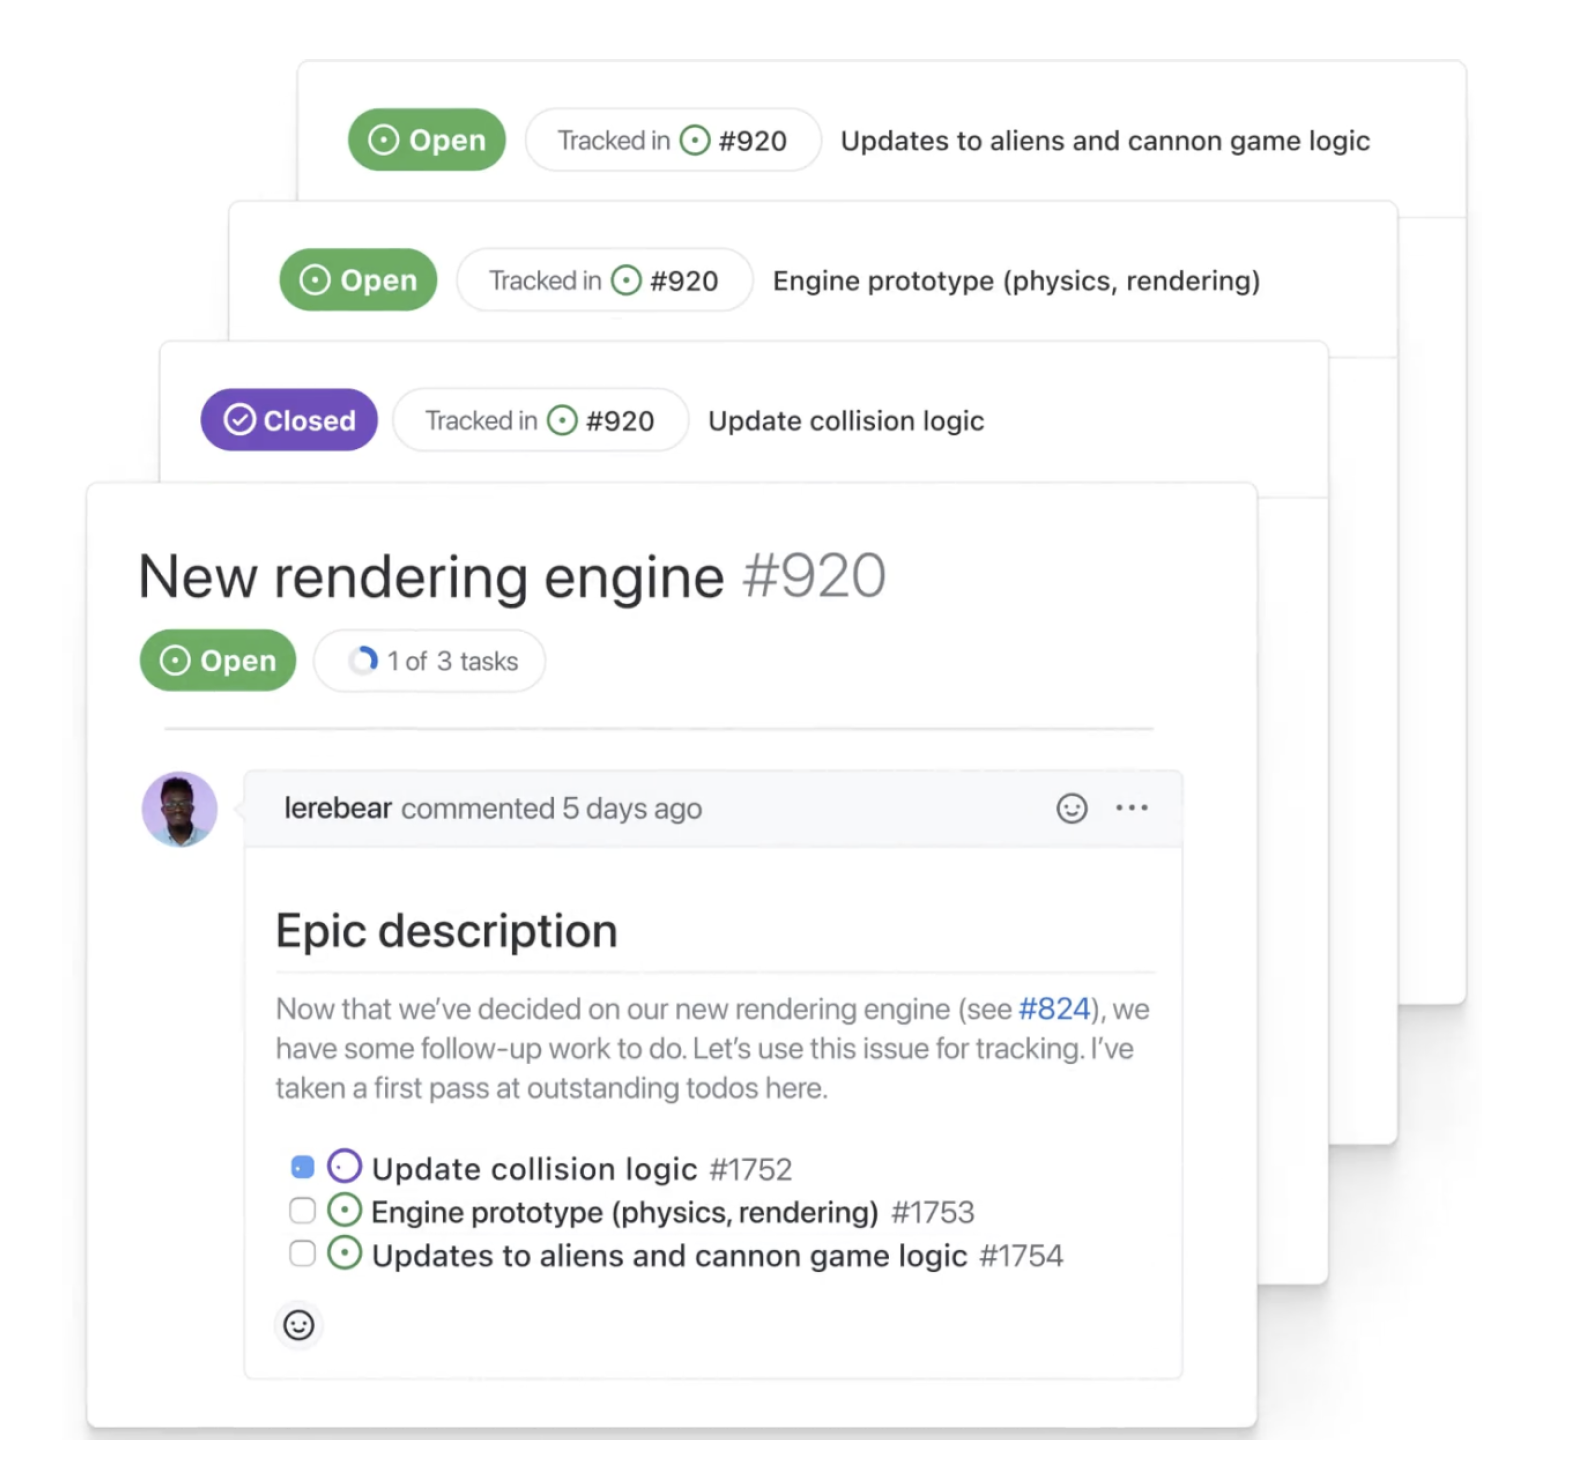 Open Tracked in #920 Updates to aliens and cannon game logic
Open Tracked in #920 Engine prototype (physics, rendering)
Closed Tracked in #920 Update collision logic
New rendering engine #920
Open 1 of 3 tasks
lerebear commented 5 days ago
Epic description
Now that we’ve decided on our new rendering engine (see #824), we
have some follow-up work to do. Let’s use this issue for tracking. I’ve
taken a first pass at outstanding todos here.
Update collision logic #1752
Engine prototype (physics, rendering) #1753
Updates to aliens and cannon game logic #1754